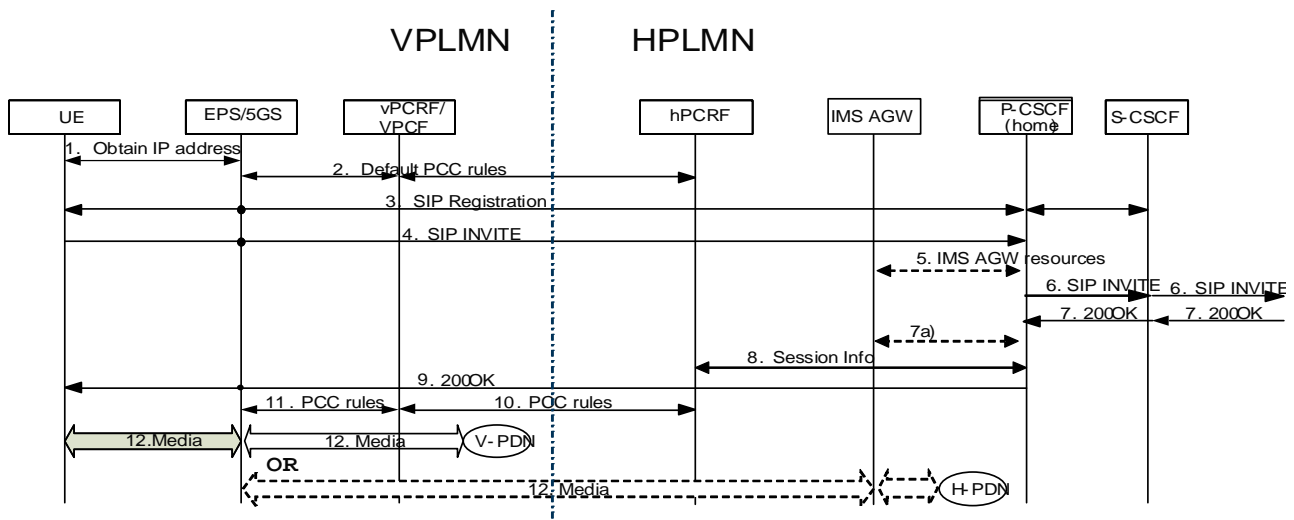 VPLMN
HPLMN
UE
EPS/5GS
vPCRF/
VPCF
hPCRF
IMS AGW
P-CSCF
(home)
S-CSCF
1. Obtain IP address
2. Default PCC rules
3. SIP Registration
4. SIP INVITE
5. IMS AGW resources
6. SIP INVITE
6. SIP INVITE
7. 200OK
7. 200OK
7a)
8. Session Info
9. 200OK
11. PCC rules
10. PCC rules
12.Media
12. Media
V-PDN
OR
12. Media
H-PDN